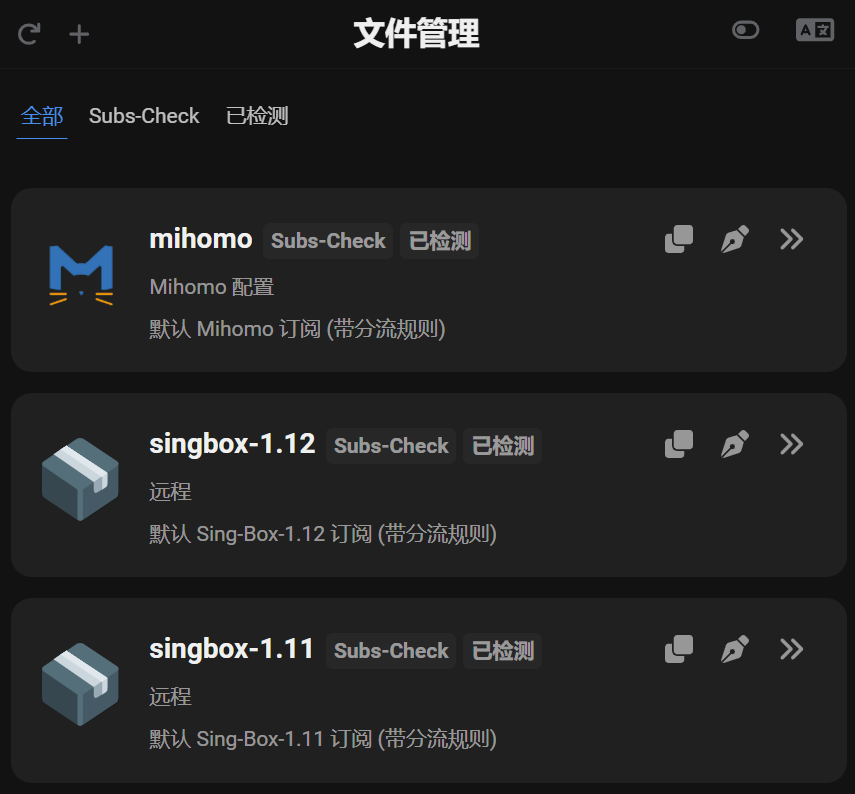 文件管理
全部 Subs-Check 已检测
mihomo Subs-Check 已检测
Mihomo 配置
默认 Mihomo 订阅 (带分流规则)
singbox-1.12 Subs-Check 已检测
远程
默认 Sing-Box-1.12 订阅 (带分流规则)
singbox-1.11 Subs-Check 已检测
远程
默认 Sing-Box-1.11 订阅 (带分流规则)